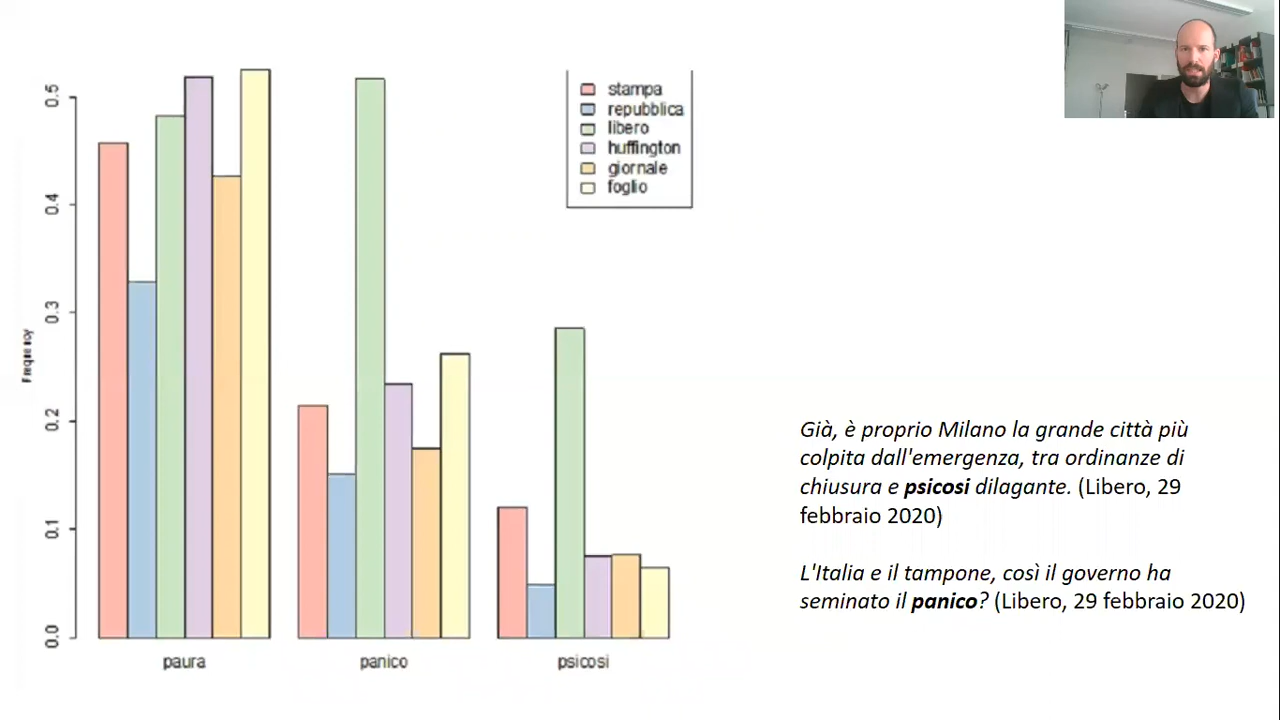 stampa
repubblica
libero
huffington
giornale
foglio
Frequency
0.5
0.4
0.3
0.2
0.1
0.0
paura
panico
psicosi
Già, è proprio Milano la grande città più
colpita dall'emergenza, tra ordinanze di
chiusura e psicosi dilagante. (Libero, 29
febbraio 2020)
L'Italia e il tampone, così il governo ha
seminato il panico? (Libero, 29 febbraio 2020)